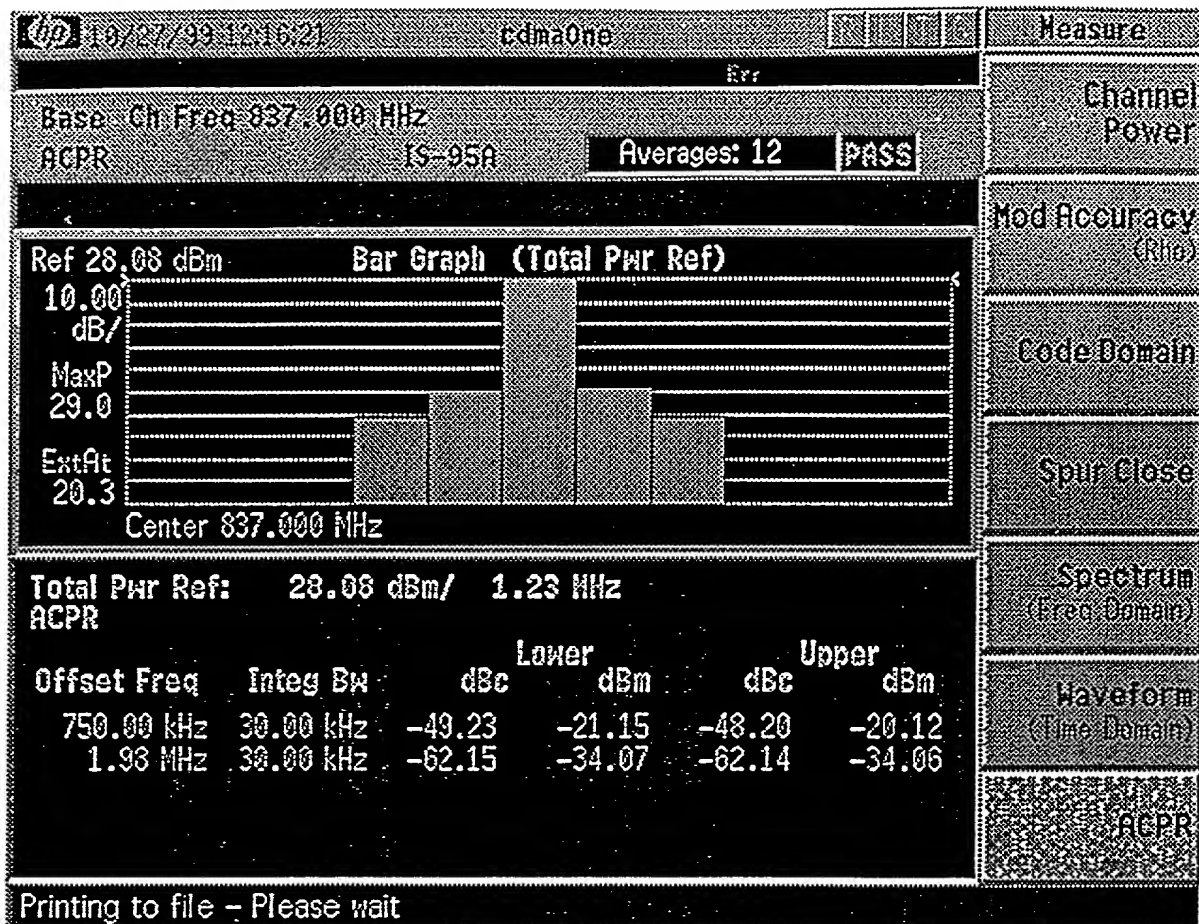 hp 10/27/99 12:16:21 cdmaOne
Measure
Err
Base Ch Freq 837.000 MHz
ACPR IS-95A Averages: 12 PASS
Channel
Power
Mod Accuracy
(Rho)
Code Domain
Spur Close
Spectrum
(Freq Domain)
Waveform
(Time Domain)
ACPR
Ref 28.08 dBm Bar Graph (Total Pwr Ref)
10.00
dB/
MaxP
29.0
ExtAt
20.3
Center 837.000 MHz
Total Pwr Ref: 28.08 dBm/ 1.23 MHz
ACPR
Lower Upper
Offset Freq Integ Bw dBc dBm dBc dBm
750.00 kHz 30.00 kHz -49.23 -21.15 -48.20 -20.12
1.98 MHz 30.00 kHz -62.15 -34.07 -62.14 -34.06
Printing to file - Please wait